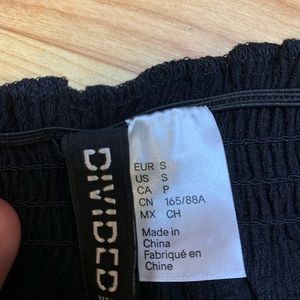 DIVIDED
EUR S
US S
CA P
CN 165/88A
MX CH
Made in
China
Fabriqué en
Chine